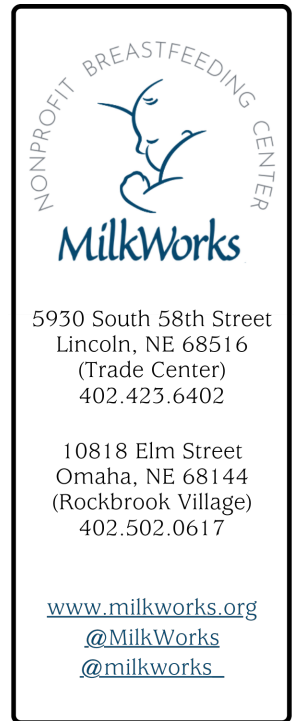 NONPROFIT BREASTFEEDING CENTER
MilkWorks
5930 South 58th Street
Lincoln, NE 68516
(Trade Center)
402.423.6402
10818 Elm Street
Omaha, NE 68144
(Rockbrook Village)
402.502.0617
www.milkworks.org
@MilkWorks
@milkworks_